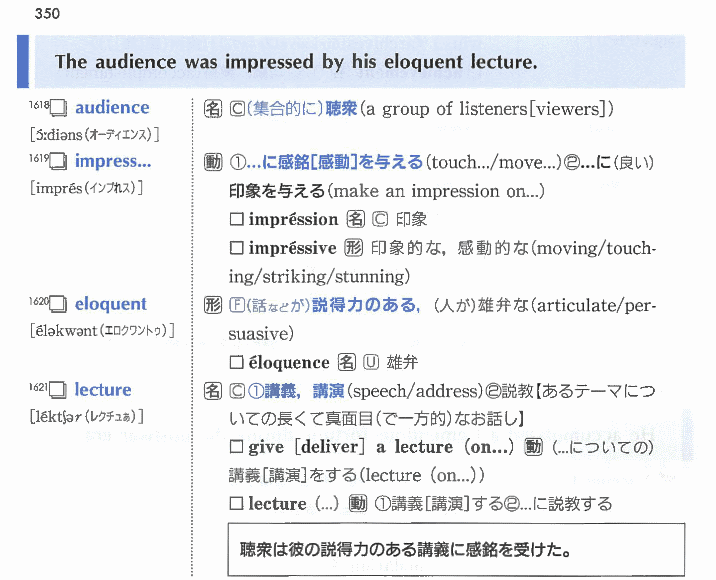 350
The audience was impressed by his eloquent lecture.
1618 □ audience 名 C(集合的に)聴衆(a group of listeners[viewers])
[ɔ́ːdiəns(オーディエンス)]
1619 □ impress... 動 ①...に感銘[感動]を与える(touch.../move...)②...に(良い)
[imprés(インプれス)] 印象を与える(make an impression on...)
□ impréssion 名 C 印象
□ impréssive 形 印象的な，感動的な(moving/touch-
ing/striking/stunning)
1620 □ eloquent 形 F(話などが)説得力のある，(人が)雄弁な(articulate/per-
[éləkwənt(エロクワントゥ)] suasive)
□ éloquence 名 U 雄弁
1621 □ lecture 名 C①講義，講演(speech/address)②説教【あるテーマにつ
[léktʃər(レクチュぁ)] いての長くて真面目(で一方的)なお話し】
□ give [deliver] a lecture (on...) 動 (...についての)
講義[講演]をする(lecture (on...))
□ lecture (...) 動 ①講義[講演]する②...に説教する
聴衆は彼の説得力のある講義に感銘を受けた。